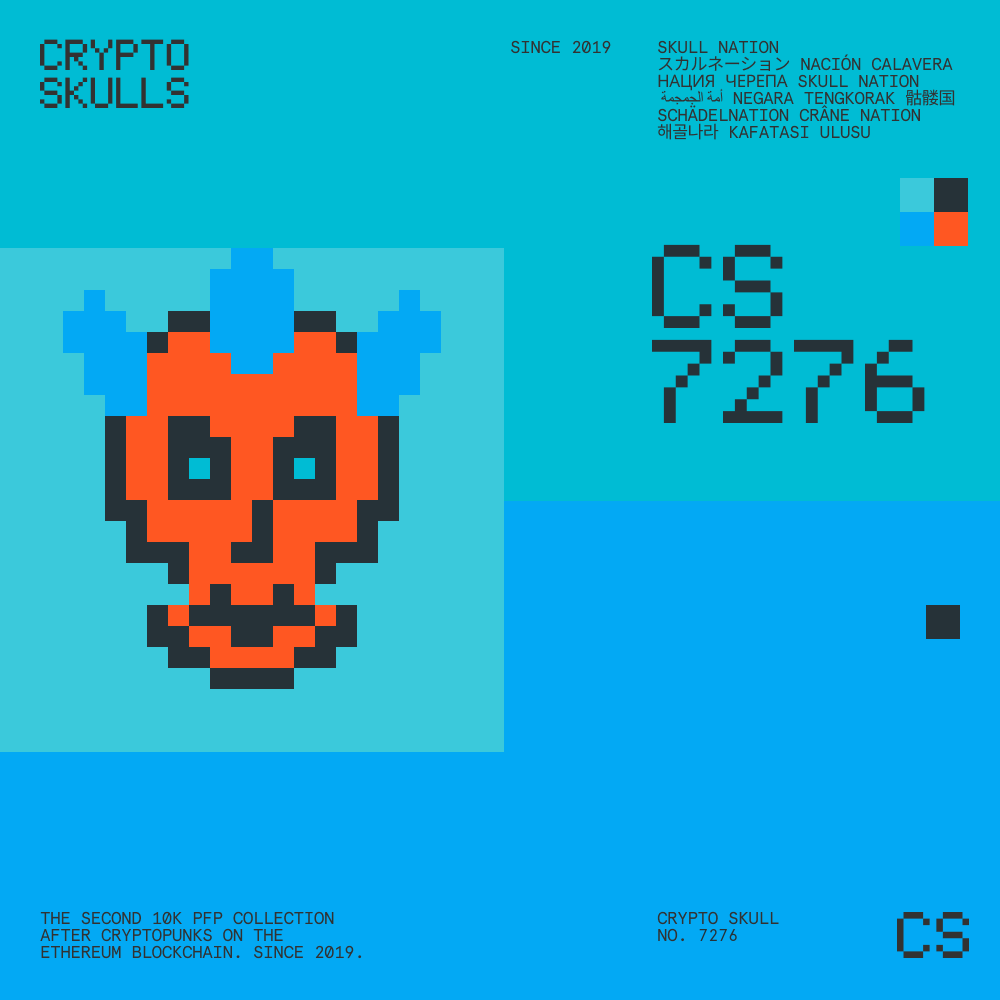 CRYPTO
SKULLS
SINCE 2019
SKULL NATION
スカルネーション NACIÓN CALAVERA
НАЦИЯ ЧЕРЕПА SKULL NATION
أمة الجمجمة NEGARA TENGKORAK 骷髅国
SCHÄDELNATION CRÂNE NATION
해골나라 KAFATASI ULUSU
CS
7276
THE SECOND 10K PFP COLLECTION
AFTER CRYPTOPUNKS ON THE
ETHEREUM BLOCKCHAIN. SINCE 2019.
CRYPTO SKULL
NO. 7276
CS